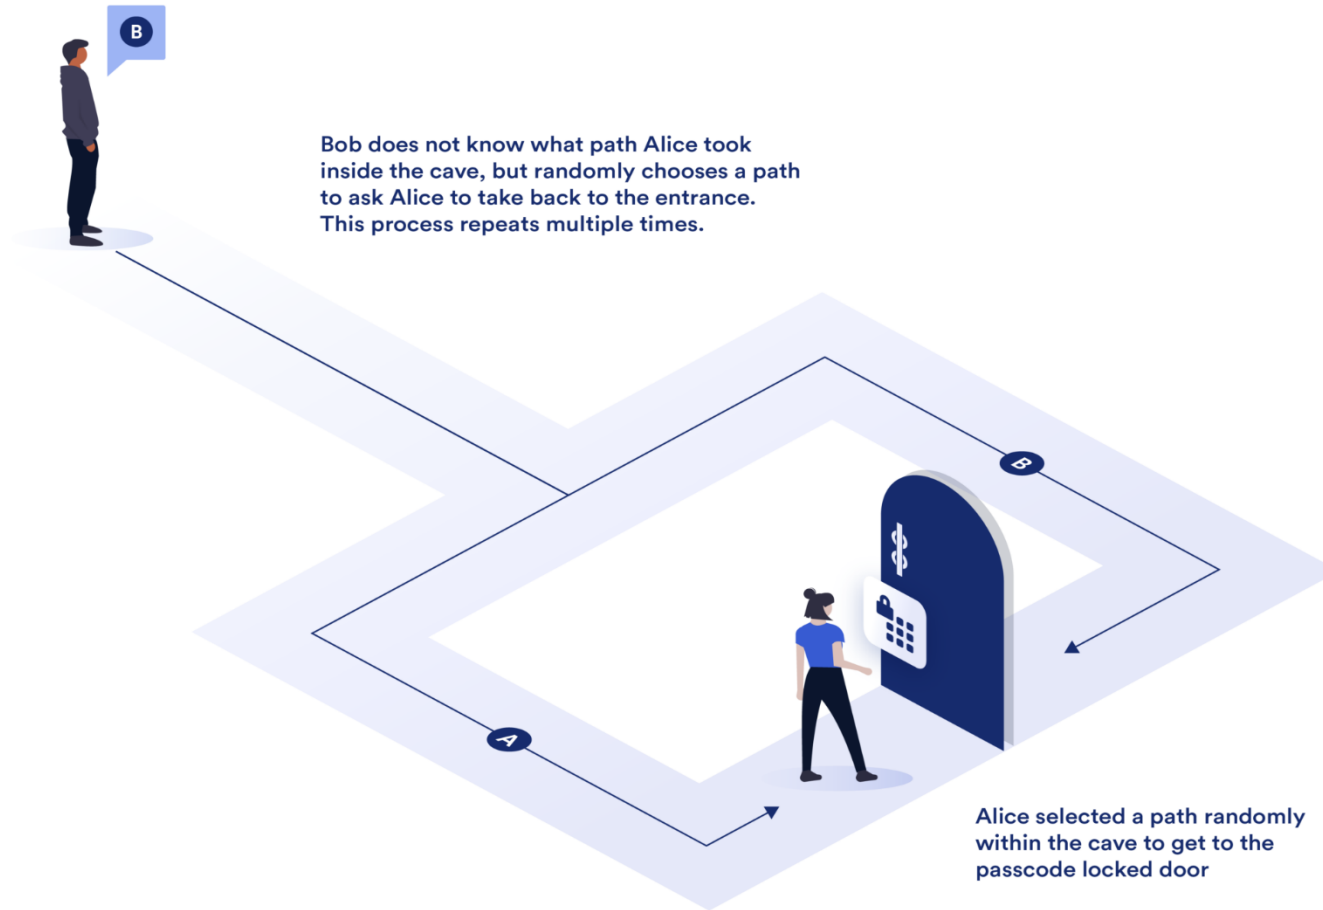 B
Bob does not know what path Alice took
inside the cave, but randomly chooses a path
to ask Alice to take back to the entrance.
This process repeats multiple times.
B
A
Alice selected a path randomly
within the cave to get to the
passcode locked door